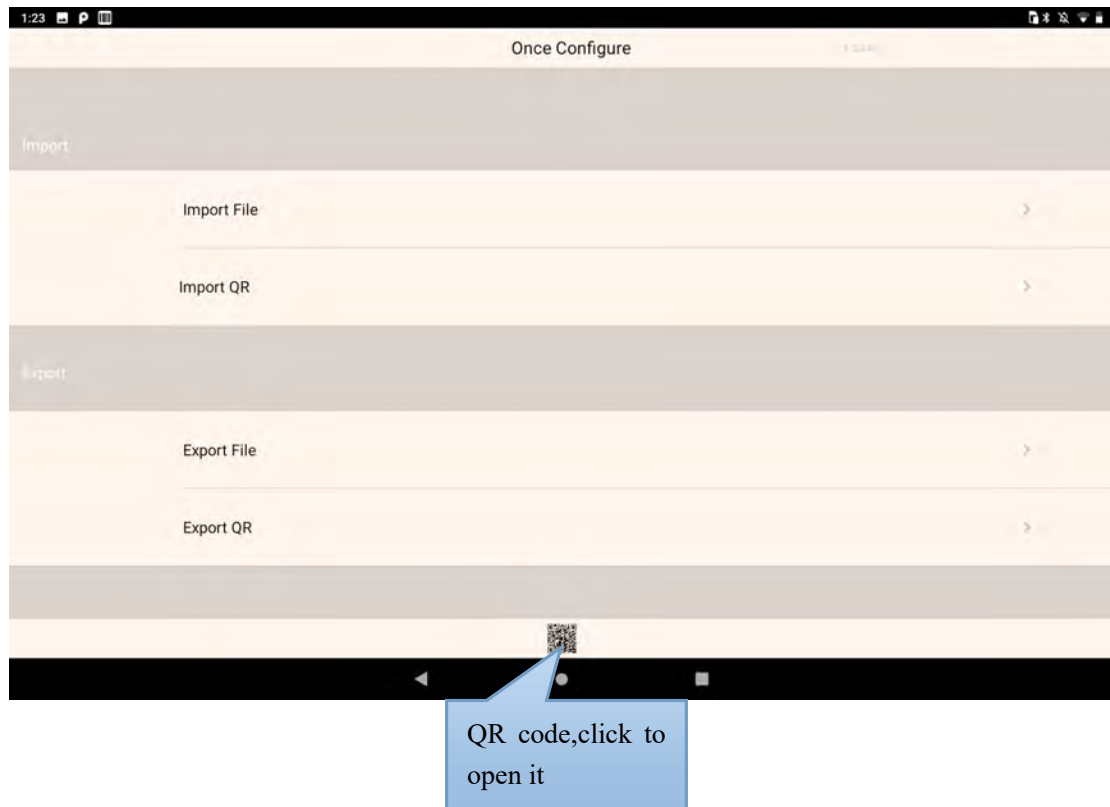 1:23
Once Configure
Import
Import File
Import QR
Export
Export File
Export QR
QR code,click to
open it